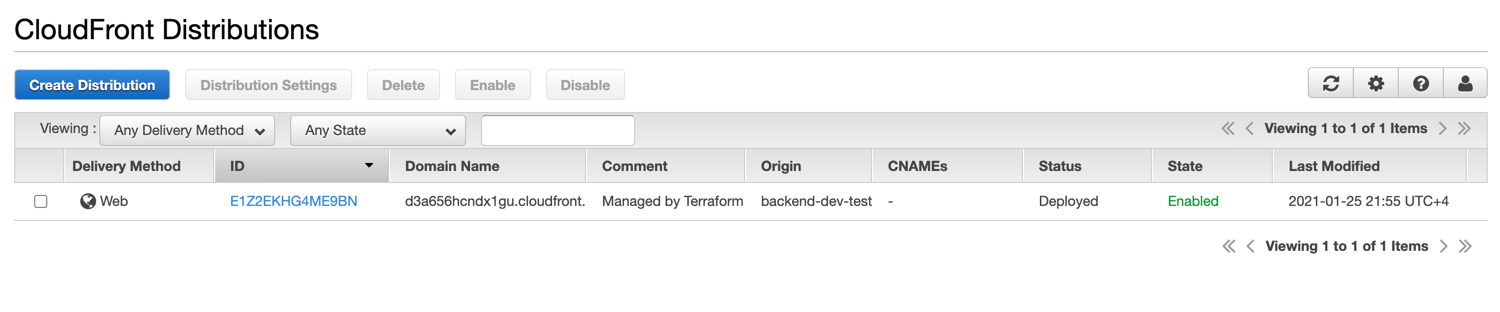 CloudFront Distributions
Create Distribution Distribution Settings Delete Enable Disable
Viewing : Any Delivery Method Any State Viewing 1 to 1 of 1 Items
Delivery Method ID Domain Name Comment Origin CNAMEs Status State Last Modified
Web E1Z2EKHG4ME9BN d3a656hcndx1gu.cloudfront. Managed by Terraform backend-dev-test - Deployed Enabled 2021-01-25 21:55 UTC+4
Viewing 1 to 1 of 1 Items